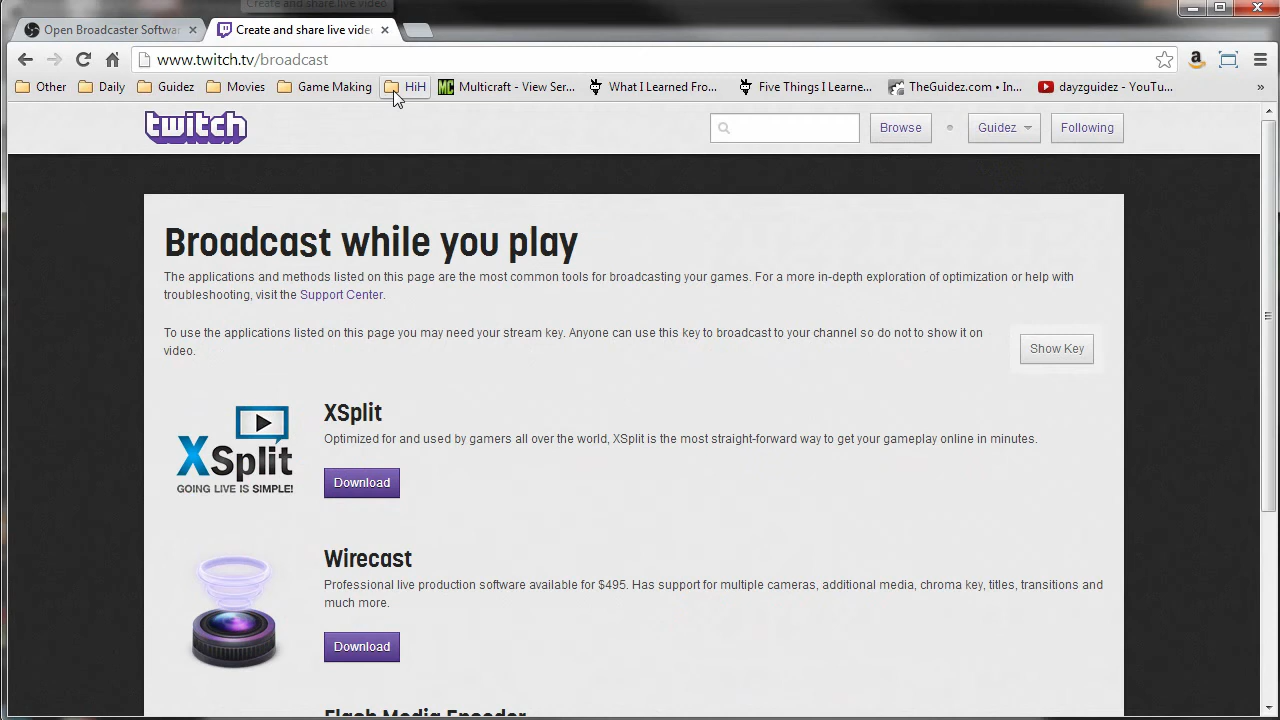 Create and share live video
Open Broadcaster Softwa
Create and share live vide
www.twitch.tv/broadcast
Other
Daily
Guidez
Movies
Game Making
HiH
Multicraft - View Ser...
What I Learned Fro...
Five Things I Learne...
TheGuidez.com • In...
dayzguidez - YouTu...
»
twitch
Browse
Guidez
Following
Broadcast while you play
The applications and methods listed on this page are the most common tools for broadcasting your games. For a more in-depth exploration of optimization or help with
troubleshooting, visit the Support Center.
To use the applications listed on this page you may need your stream key. Anyone can use this key to broadcast to your channel so do not to show it on
video.
Show Key
XSplit
GOING LIVE IS SIMPLE!
XSplit
Optimized for and used by gamers all over the world, XSplit is the most straight-forward way to get your gameplay online in minutes.
Download
Wirecast
Professional live production software available for $495. Has support for multiple cameras, additional media, chroma key, titles, transitions and
much more.
Download
Flash Media Encoder